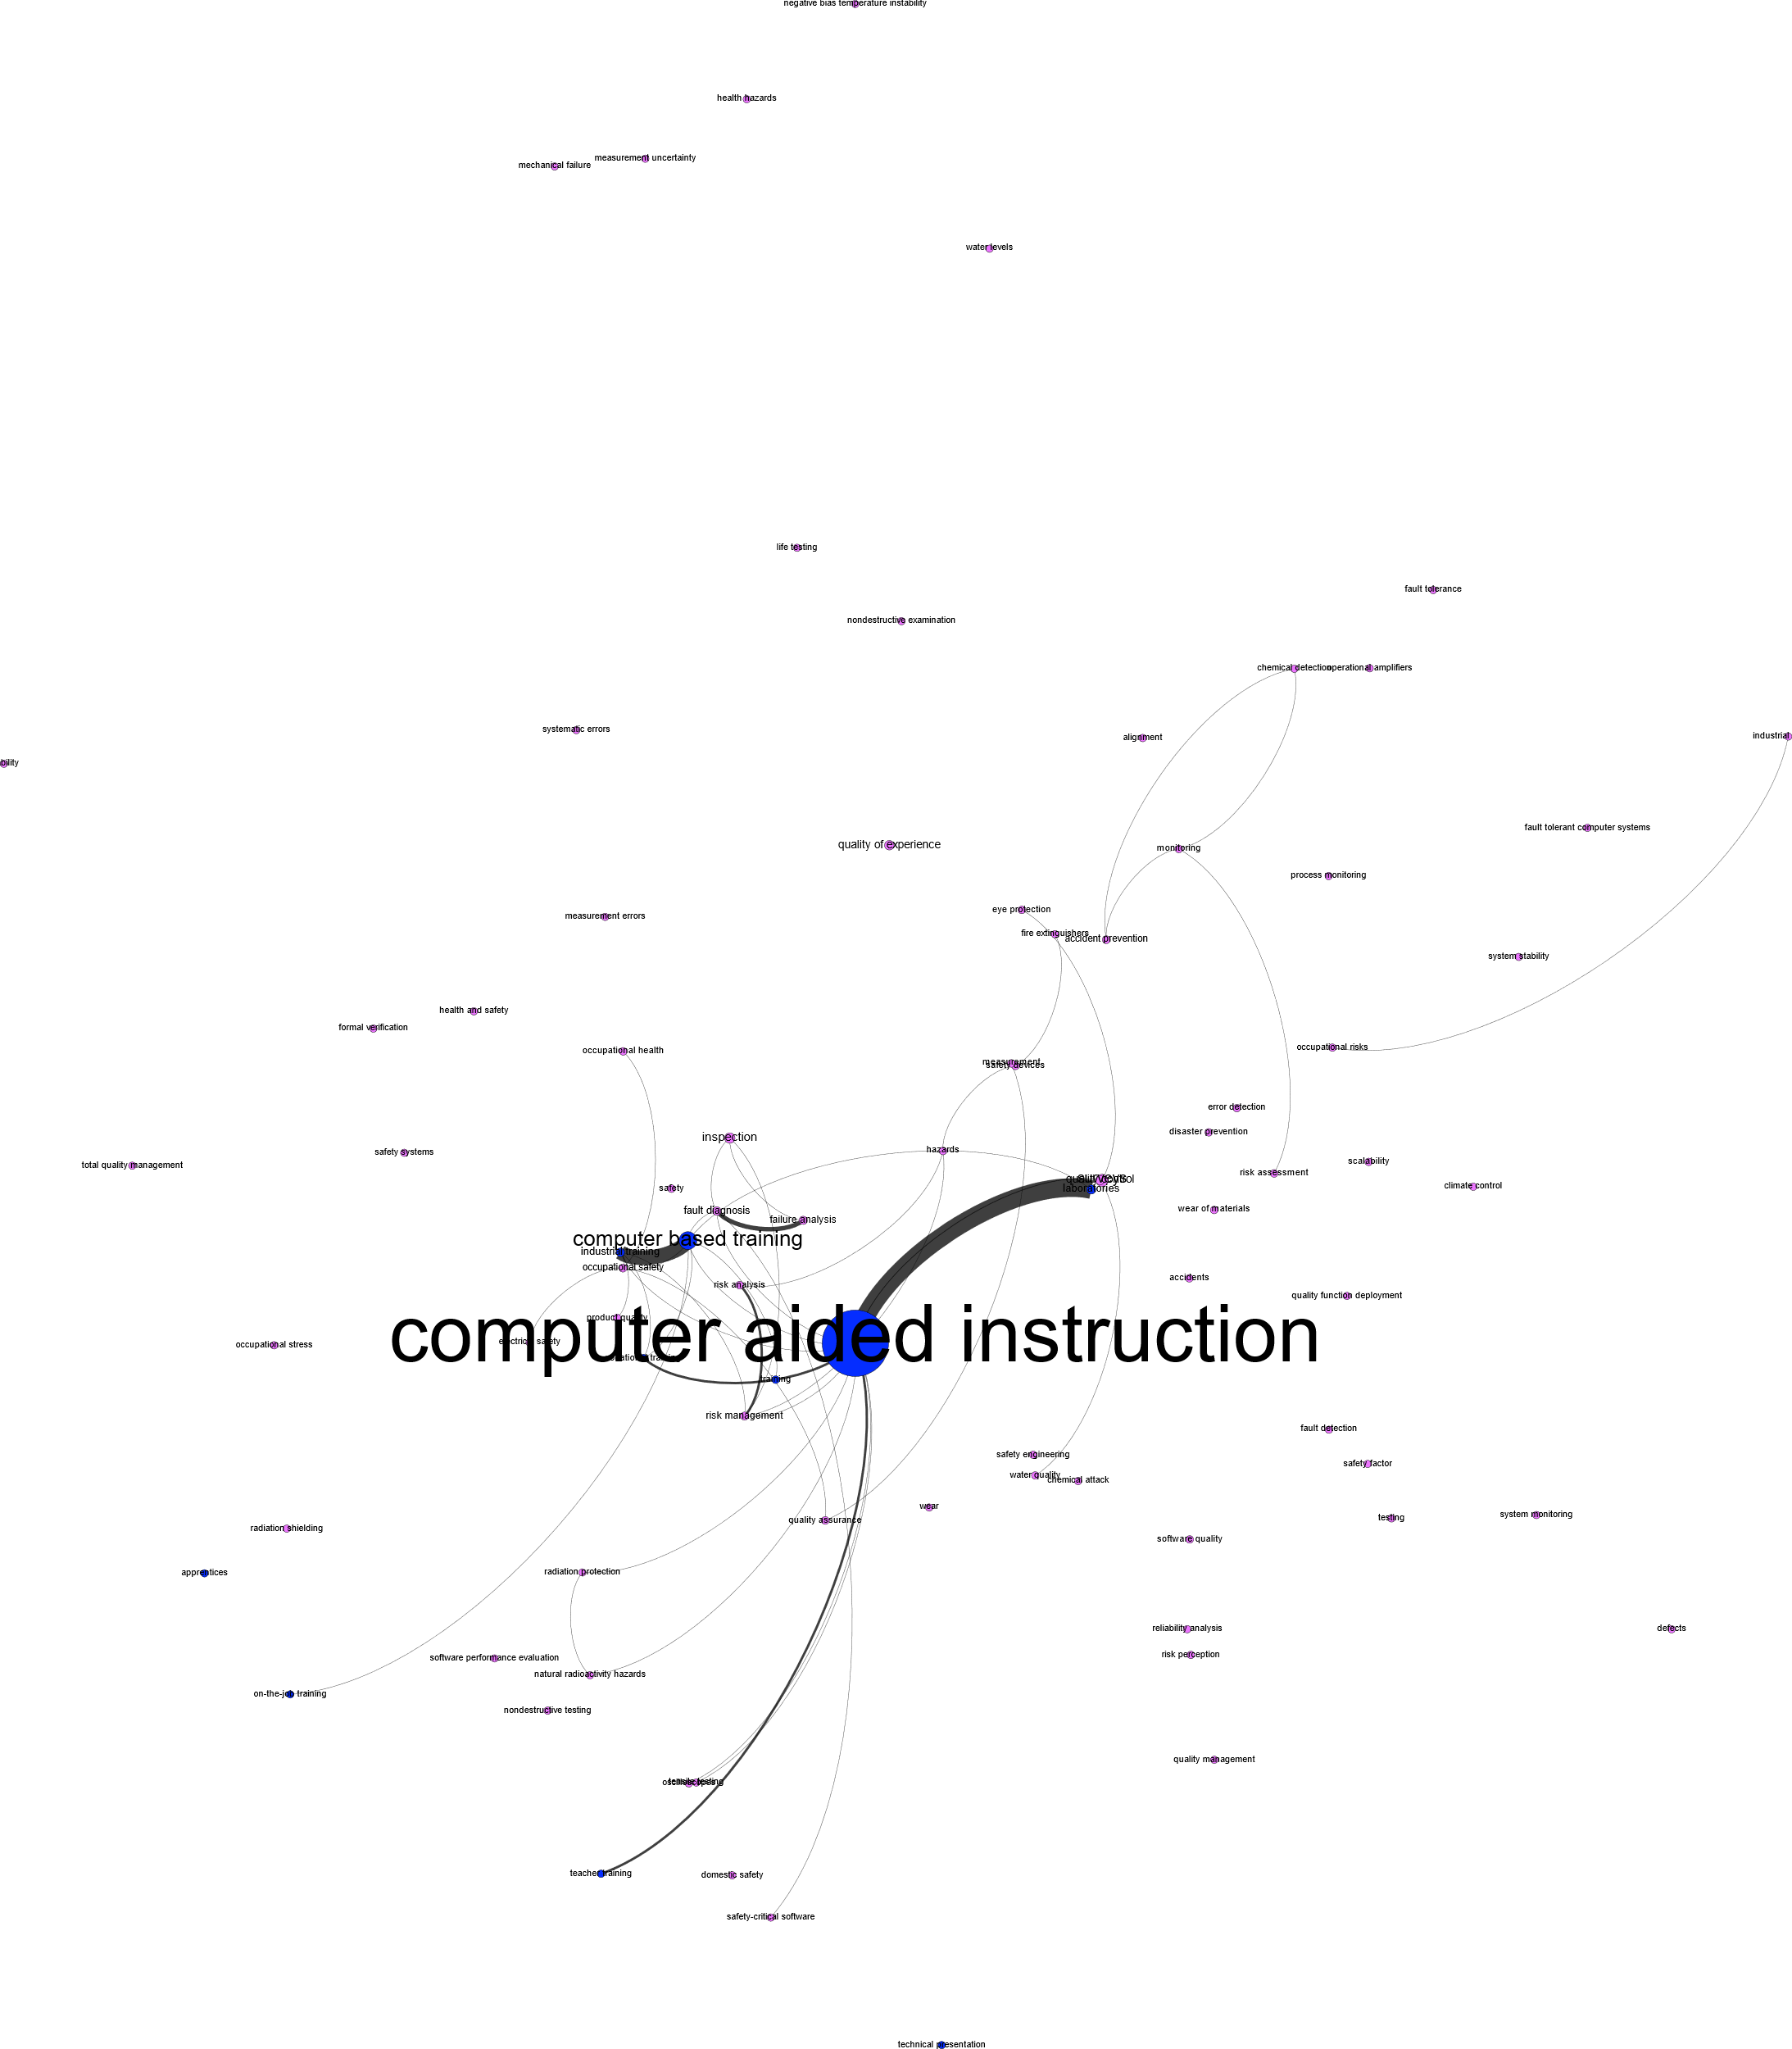 negative bias temperature instability
health hazards
measurement uncertainty
mechanical failure
water levels
life testing
fault tolerance
nondestructive examination
chemical detection
operational amplifiers
systematic errors
alignment
industrial
bility
fault tolerant computer systems
quality of experience
monitoring
process monitoring
eye protection
measurement errors
fire extinguishers
accident prevention
system stability
health and safety
formal verification
occupational health
occupational risks
measurement
safety devices
error detection
disaster prevention
inspection
hazards
safety systems
scalability
total quality management
risk assessment
quality control
climate control
safety
laboratories
wear of materials
fault diagnosis
failure analysis
computer based training
industrial training
occupational safety
accidents
risk analysis
quality function deployment
product quality
computer aided instruction
electrical safety
occupational stress
training
risk management
fault detection
safety engineering
safety factor
water quality
chemical attack
wear
system monitoring
testing
quality assurance
radiation shielding
software quality
radiation protection
apprentices
reliability analysis
defects
risk perception
software performance evaluation
natural radioactivity hazards
on-the-job training
nondestructive testing
quality management
tensile testing
teacher training
domestic safety
safety-critical software
technical presentation